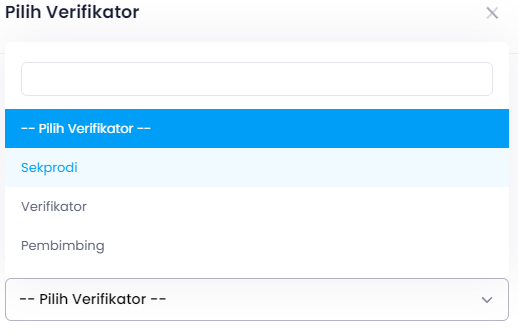 Pilih Verifikator
-- Pilih Verifikator --
Sekprodi
Verifikator
Pembimbing
-- Pilih Verifikator --